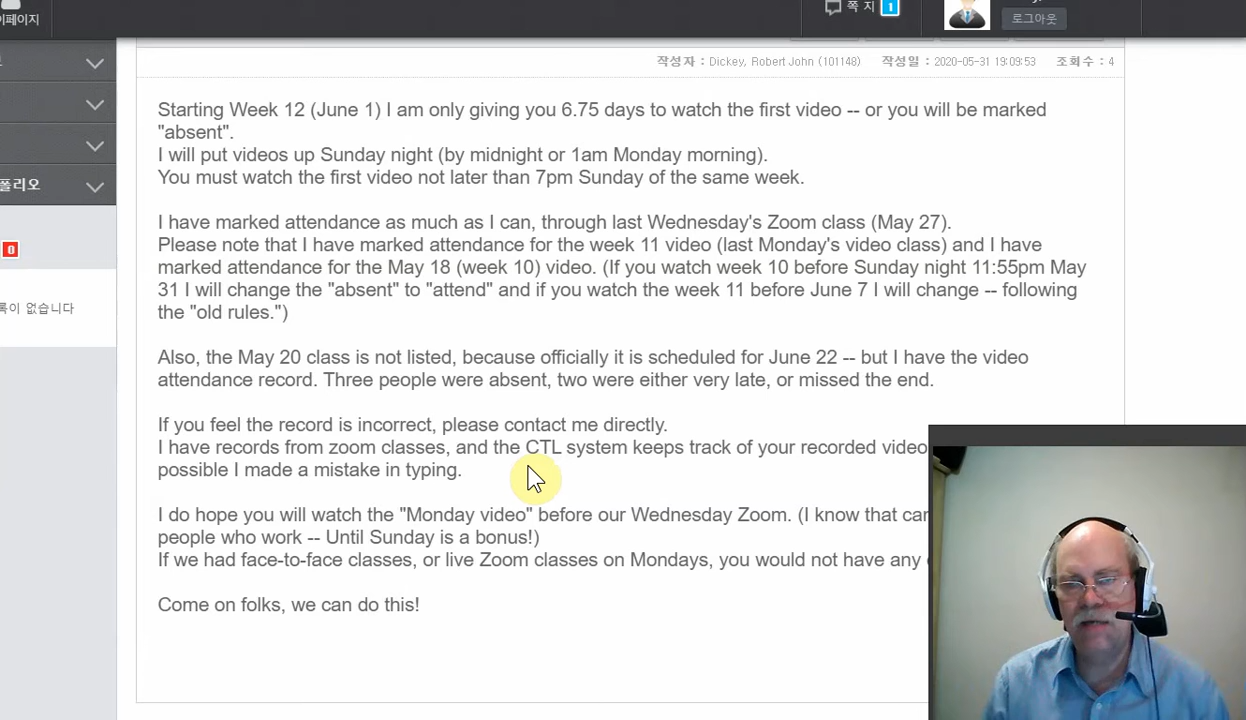 이페이지
쪽 지 1
로그아웃
작성자 : Dickey, Robert John (101148) 작성일 : 2020-05-31 19:09:53 조회수 : 4
Starting Week 12 (June 1) I am only giving you 6.75 days to watch the first video -- or you will be marked
"absent".
I will put videos up Sunday night (by midnight or 1am Monday morning).
You must watch the first video not later than 7pm Sunday of the same week.
폴리오
I have marked attendance as much as I can, through last Wednesday's Zoom class (May 27).
Please note that I have marked attendance for the week 11 video (last Monday's video class) and I have
0
marked attendance for the May 18 (week 10) video. (If you watch week 10 before Sunday night 11:55pm May
31 I will change the "absent" to "attend" and if you watch the week 11 before June 7 I will change -- following
록이 없습니다
the "old rules.")
Also, the May 20 class is not listed, because officially it is scheduled for June 22 -- but I have the video
attendance record. Three people were absent, two were either very late, or missed the end.
If you feel the record is incorrect, please contact me directly.
I have records from zoom classes, and the CTL system keeps track of your recorded video
possible I made a mistake in typing.
I do hope you will watch the "Monday video" before our Wednesday Zoom. (I know that can
people who work -- Until Sunday is a bonus!)
If we had face-to-face classes, or live Zoom classes on Mondays, you would not have any
Come on folks, we can do this!